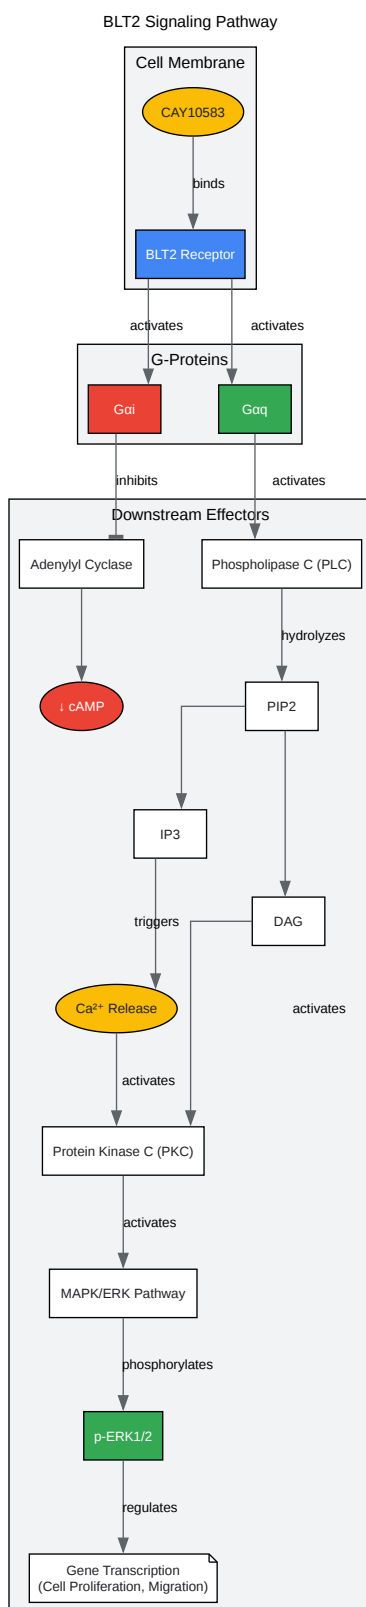 BLT2 Signaling Pathway
Cell Membrane
CAY10583
binds
BLT2 Receptor
activates
activates
G-Proteins
Gαi
Gαq
inhibits
activates
Downstream Effectors
Adenylyl Cyclase
Phospholipase C (PLC)
hydrolyzes
↓ cAMP
PIP2
IP3
DAG
triggers
Ca²⁺ Release
activates
activates
Protein Kinase C (PKC)
activates
MAPK/ERK Pathway
phosphorylates
p-ERK1/2
regulates
Gene Transcription
(Cell Proliferation, Migration)